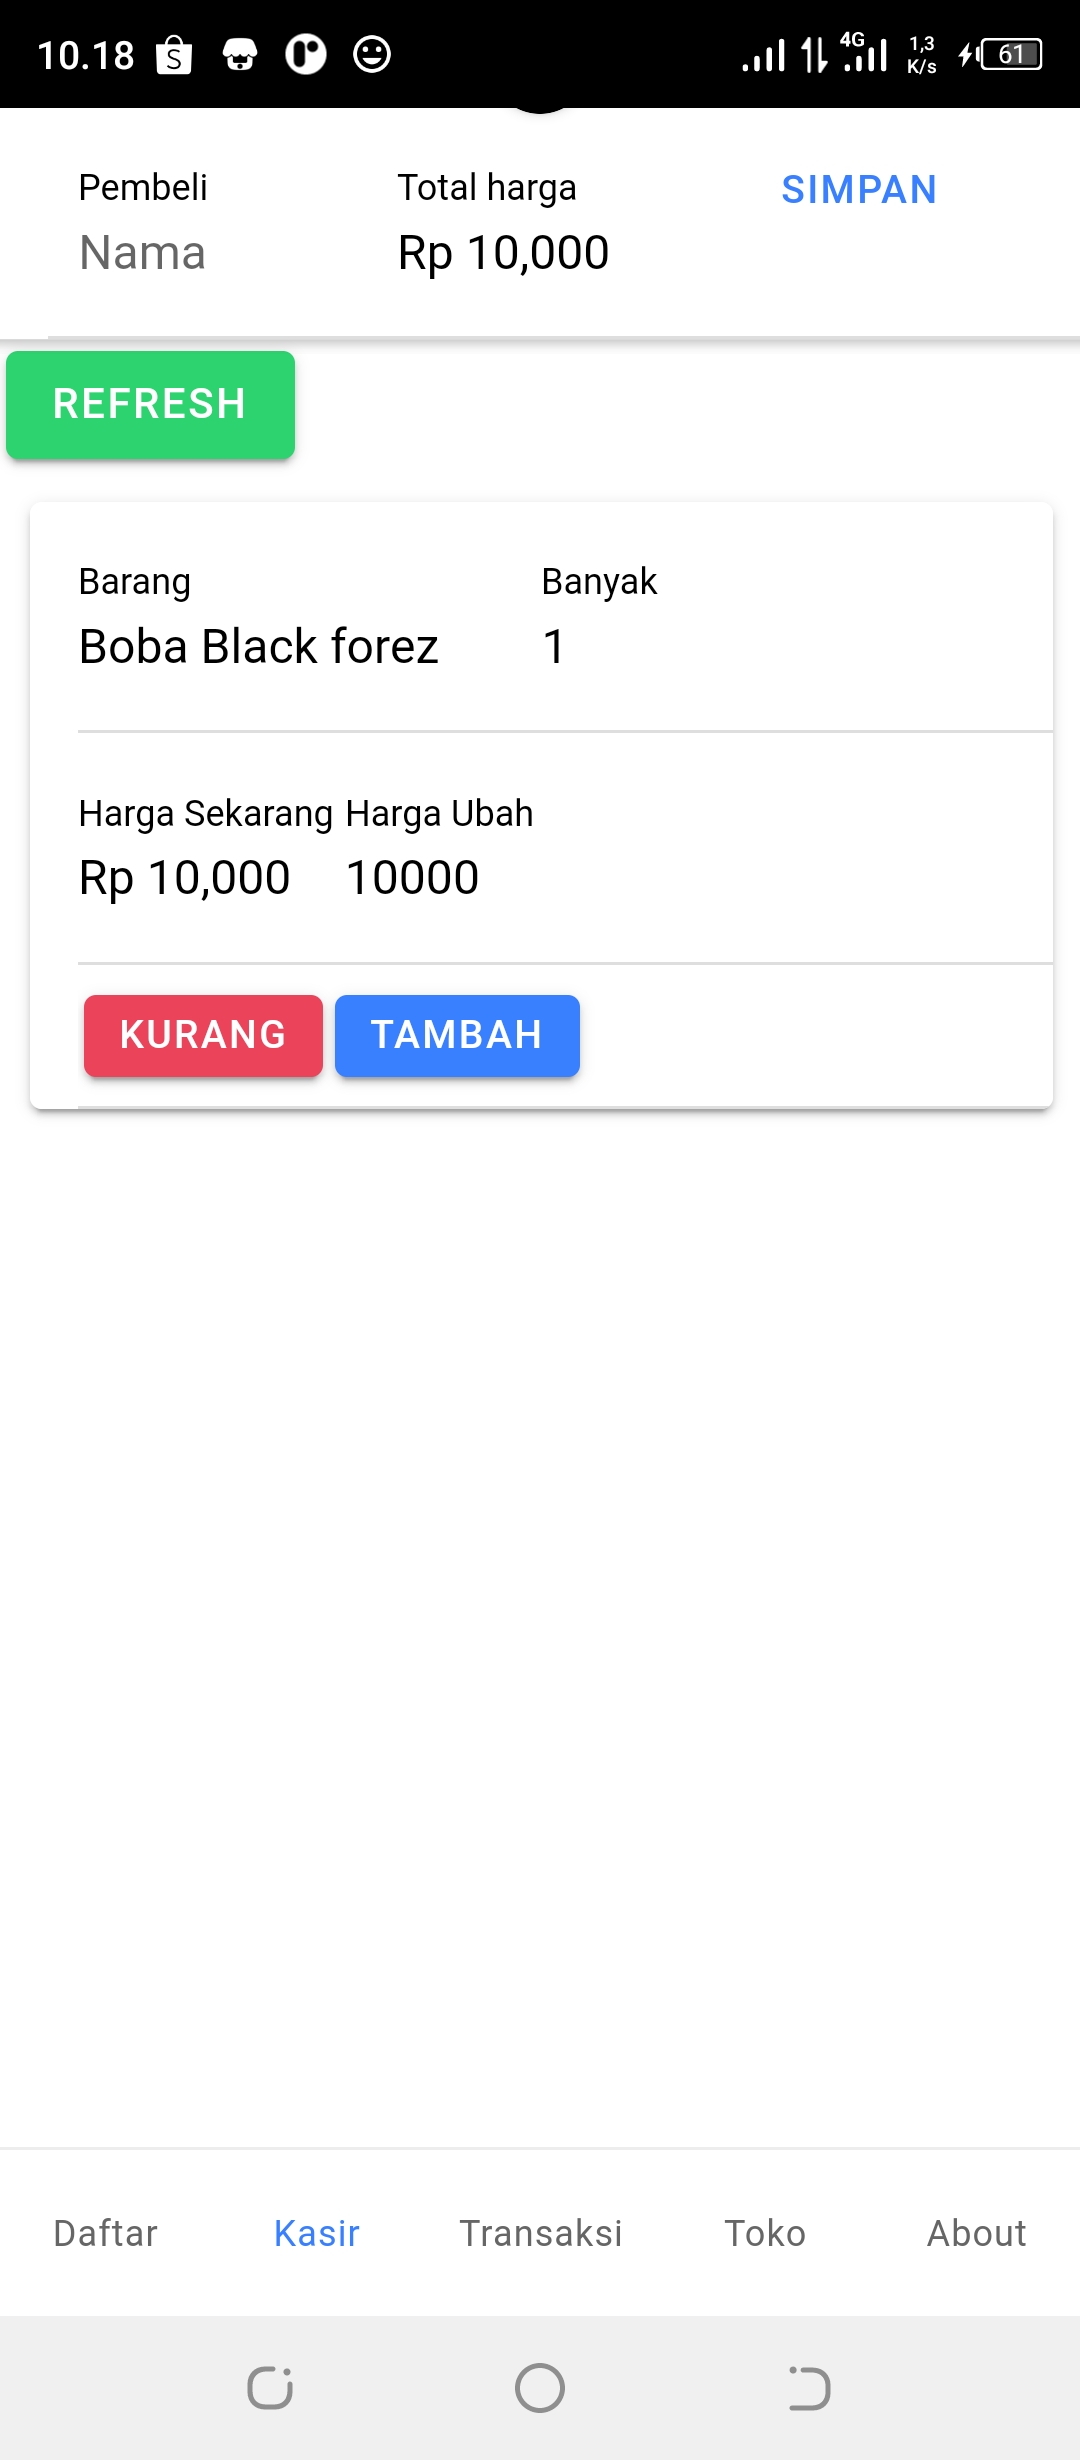 10.18 4G 1,3 K/s 61
Pembeli Total harga SIMPAN
Nama Rp 10,000
REFRESH
Barang Banyak
Boba Black forez 1
Harga Sekarang Harga Ubah
Rp 10,000 10000
KURANG TAMBAH
Daftar Kasir Transaksi Toko About